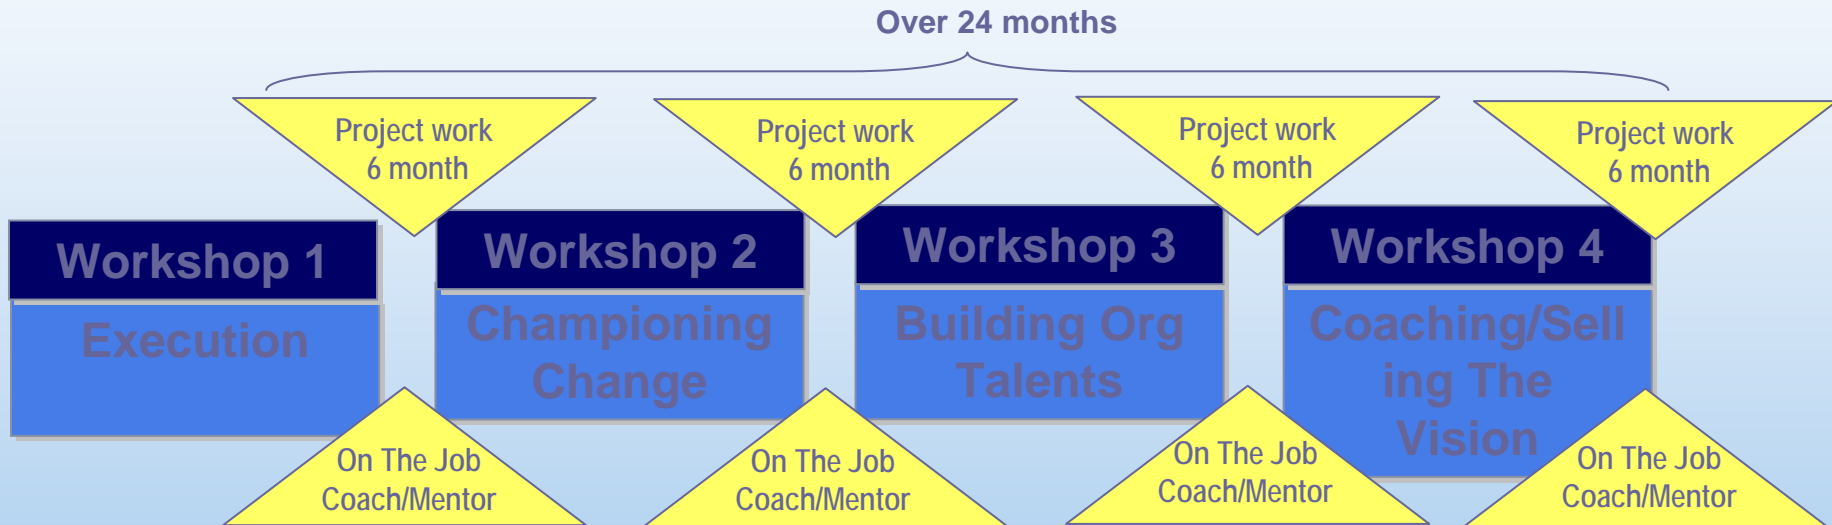 Over 24 months
Project work
6 month
Project work
6 month
Project work
6 month
Project work
6 month
Workshop 1
Execution
Workshop 2
Championing
Change
Workshop 3
Building Org
Talents
Workshop 4
Coaching/Sell
ing The
Vision
On The Job
Coach/Mentor
On The Job
Coach/Mentor
On The Job
Coach/Mentor
On The Job
Coach/Mentor